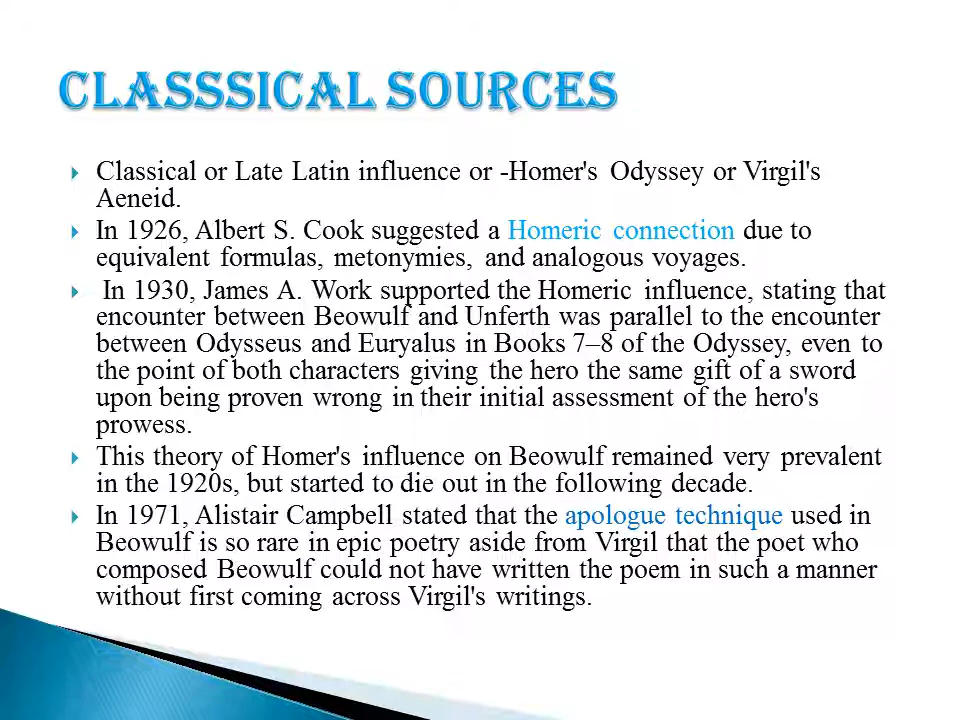 CLASSSICAL SOURCES
Classical or Late Latin influence or -Homer's Odyssey or Virgil's
Aeneid.
In 1926, Albert S. Cook suggested a Homeric connection due to
equivalent formulas, metonymies, and analogous voyages.
In 1930, James A. Work supported the Homeric influence, stating that
encounter between Beowulf and Unferth was parallel to the encounter
between Odysseus and Euryalus in Books 7–8 of the Odyssey, even to
the point of both characters giving the hero the same gift of a sword
upon being proven wrong in their initial assessment of the hero's
prowess.
This theory of Homer's influence on Beowulf remained very prevalent
in the 1920s, but started to die out in the following decade.
In 1971, Alistair Campbell stated that the apologue technique used in
Beowulf is so rare in epic poetry aside from Virgil that the poet who
composed Beowulf could not have written the poem in such a manner
without first coming across Virgil's writings.